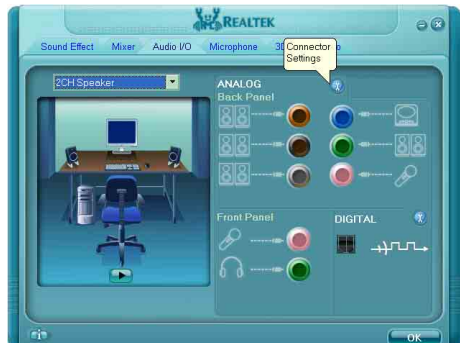 REALTEK
Sound Effect
Mixer
Audio I/O
Microphone
3D
o
Connector
Settings
2CH Speaker
ANALOG
Back Panel
Front Panel
DIGITAL
OK